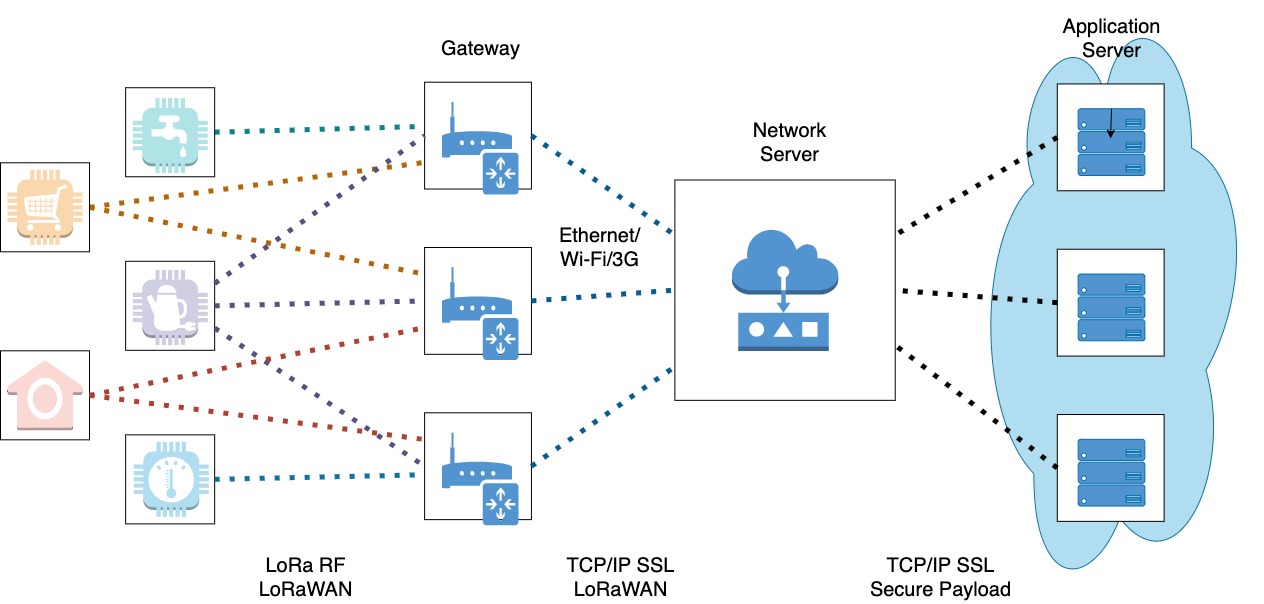 Gateway
Application
Server
Network
Server
Ethernet/
Wi-Fi/3G
LoRa RF
LoRaWAN
TCP/IP SSL
LoRaWAN
TCP/IP SSL
Secure Payload